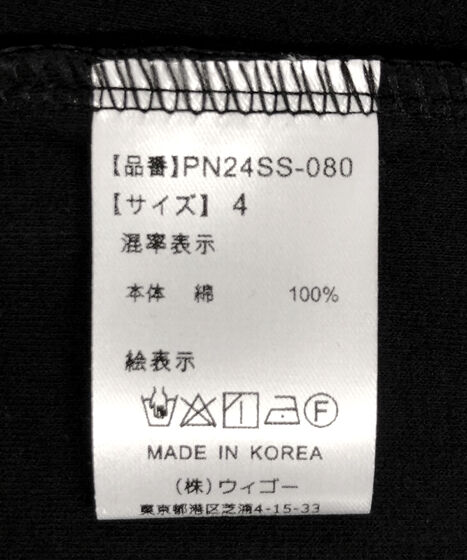 【品番】PN24SS-080
【サイズ】 4
混率表示
本体 綿 100%
絵表示
F
MADE IN KOREA
(株)ウィゴー
東京都港区芝浦4-15-33